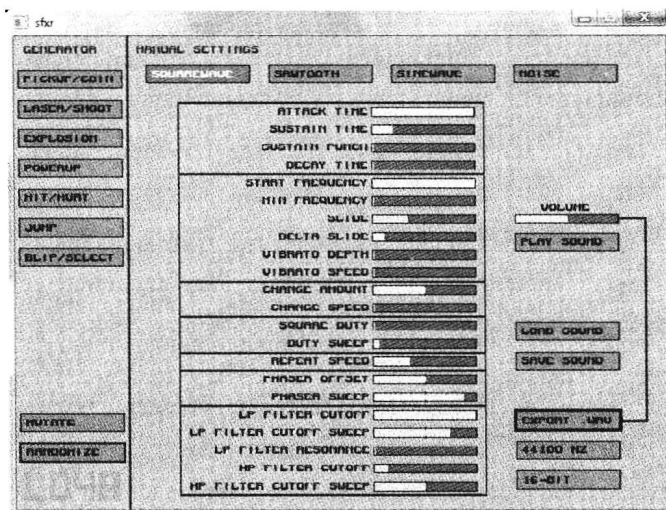 sfxr
GENERATOR
PICKUP/COIN
LASER/SHOOT
EXPLOSION
POWERUP
HIT/HURT
JUMP
BLIP/SELECT
MUTATE
RANDOMIZE
MANUAL SETTINGS
SQUAREWAVE SAWTOOTH SINEWAVE NOISE
ATTACK TIME
SUSTAIN TIME
SUSTAIN PUNCH
DECAY TIME
START FREQUENCY
MIN FREQUENCY
SLIDE
DELTA SLIDE
VIBRATO DEPTH
VIBRATO SPEED
CHANGE AMOUNT
CHANGE SPEED
SQUARE DUTY
DUTY SWEEP
REPEAT SPEED
PHASER OFFSET
PHASER SWEEP
LP FILTER CUTOFF
LP FILTER CUTOFF SWEEP
LP FILTER RESONANCE
HP FILTER CUTOFF
HP FILTER CUTOFF SWEEP
VOLUME
PLAY SOUND
LOAD SOUND
SAVE SOUND
EXPORT .WAV
44100 HZ
16-BIT